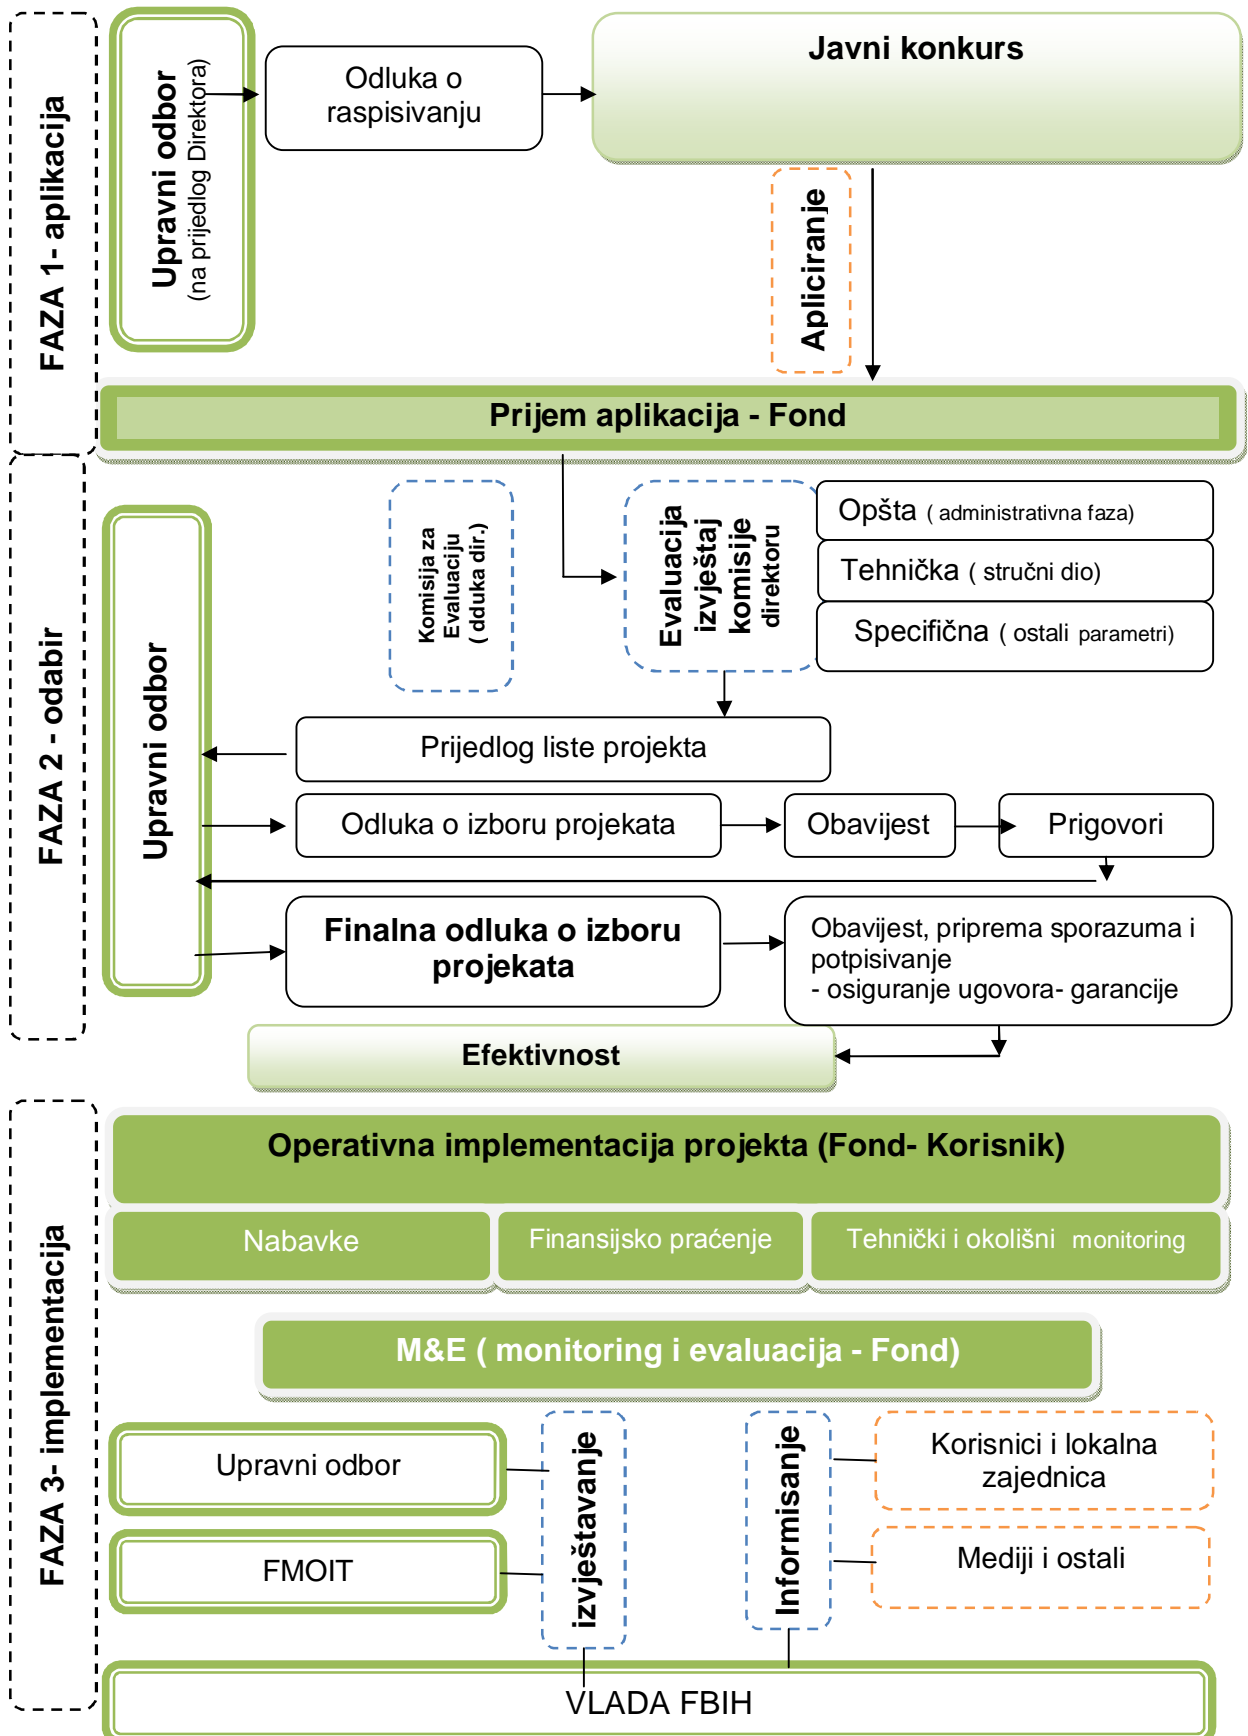 FAZA 1- aplikacija
Upravni odbor
(na prijedlog Direktora)
Odluka o
raspisivanju
Javni konkurs
Apliciranje
Prijem aplikacija - Fond
FAZA 2 - odabir
Upravni odbor
Komisija za
Evaluaciju
( dduka dir.)
Evaluacija
izvještaj
komisije
direktoru
Opšta ( administrativna faza)
Tehnička ( stručni dio)
Specifična ( ostali parametri)
Prijedlog liste projekta
Odluka o izboru projekata
Obavijest
Prigovori
Finalna odluka o izboru
projekata
Obavijest, priprema sporazuma i
potpisivanje
- osiguranje ugovora- garancije
Efektivnost
FAZA 3- implementacija
Operativna implementacija projekta (Fond- Korisnik)
Nabavke
Finansijsko praćenje
Tehnički i okolišni monitoring
M&E ( monitoring i evaluacija - Fond)
Upravni odbor
FMOIT
izvještavanje
Informisanje
Korisnici i lokalna
zajednica
Mediji i ostali
VLADA FBIH